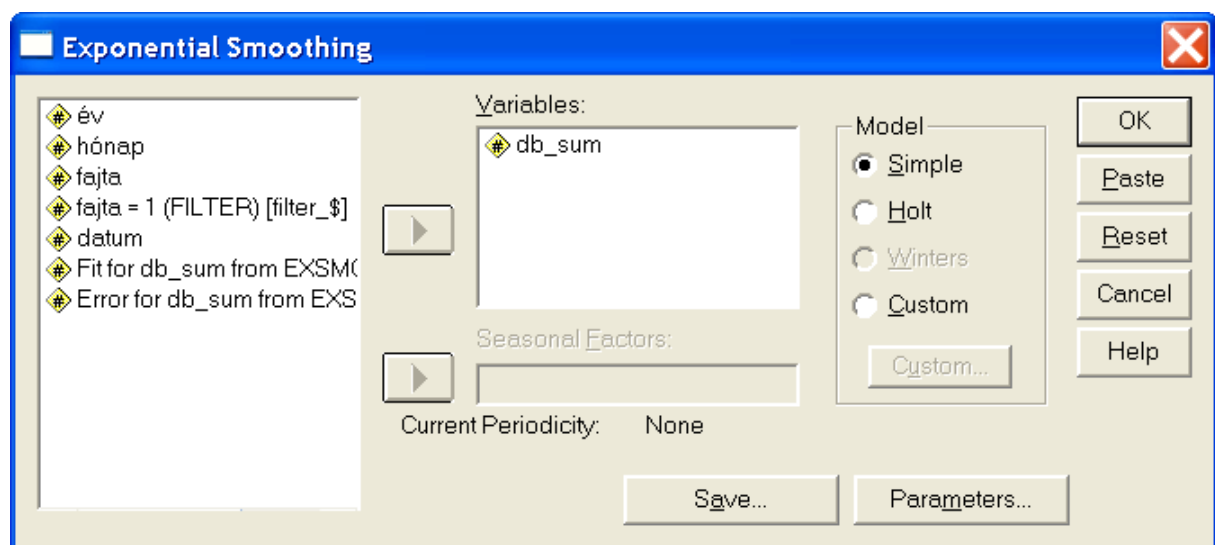 Exponential Smoothing
év
hónap
fajta
fajta = 1 (FILTER) [filter_$]
datum
Fit for db_sum from EXSMO
Error for db_sum from EXS
Variables:
db_sum
Seasonal Factors:
Current Periodicity: None
Model
Simple
Holt
Winters
Custom
Custom...
OK
Paste
Reset
Cancel
Help
Save...
Parameters...